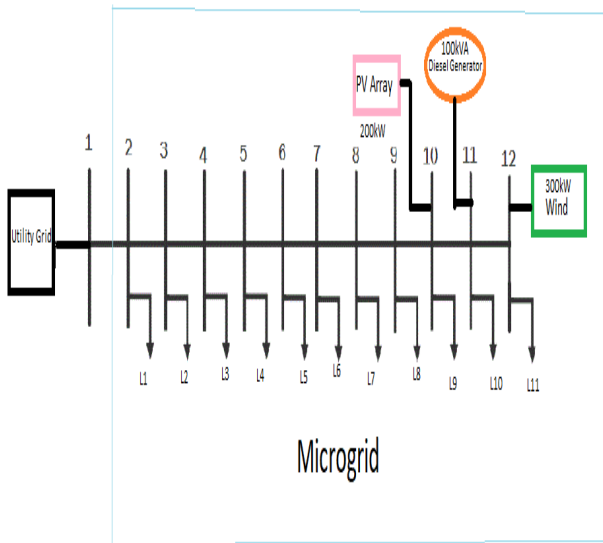 100kVA
Diesel Generator
PV Array
200kW
1 2 3 4 5 6 7 8 9 10 11 12
300kW
Wind
Utility Grid
L1 L2 L3 L4 L5 L6 L7 L8 L9 L10 L11
Microgrid